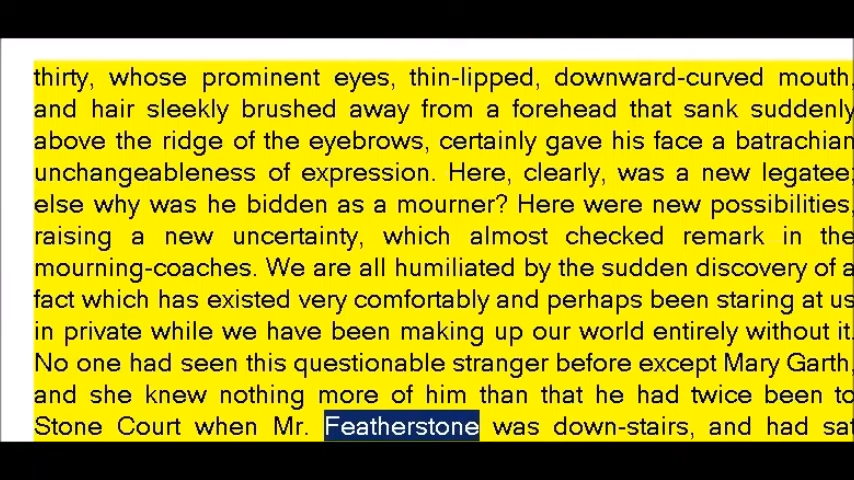 thirty, whose prominent eyes, thin-lipped, downward-curved mouth,
and hair sleekly brushed away from a forehead that sank suddenly
above the ridge of the eyebrows, certainly gave his face a batrachian
unchangeableness of expression. Here, clearly, was a new legatee;
else why was he bidden as a mourner? Here were new possibilities,
raising a new uncertainty, which almost checked remark in the
mourning-coaches. We are all humiliated by the sudden discovery of a
fact which has existed very comfortably and perhaps been staring at us
in private while we have been making up our world entirely without it.
No one had seen this questionable stranger before except Mary Garth,
and she knew nothing more of him than that he had twice been to
Stone Court when Mr. Featherstone was down-stairs, and had sat